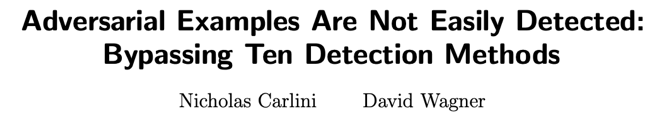 Adversarial Examples Are Not Easily Detected:
Bypassing Ten Detection Methods
Nicholas Carlini David Wagner